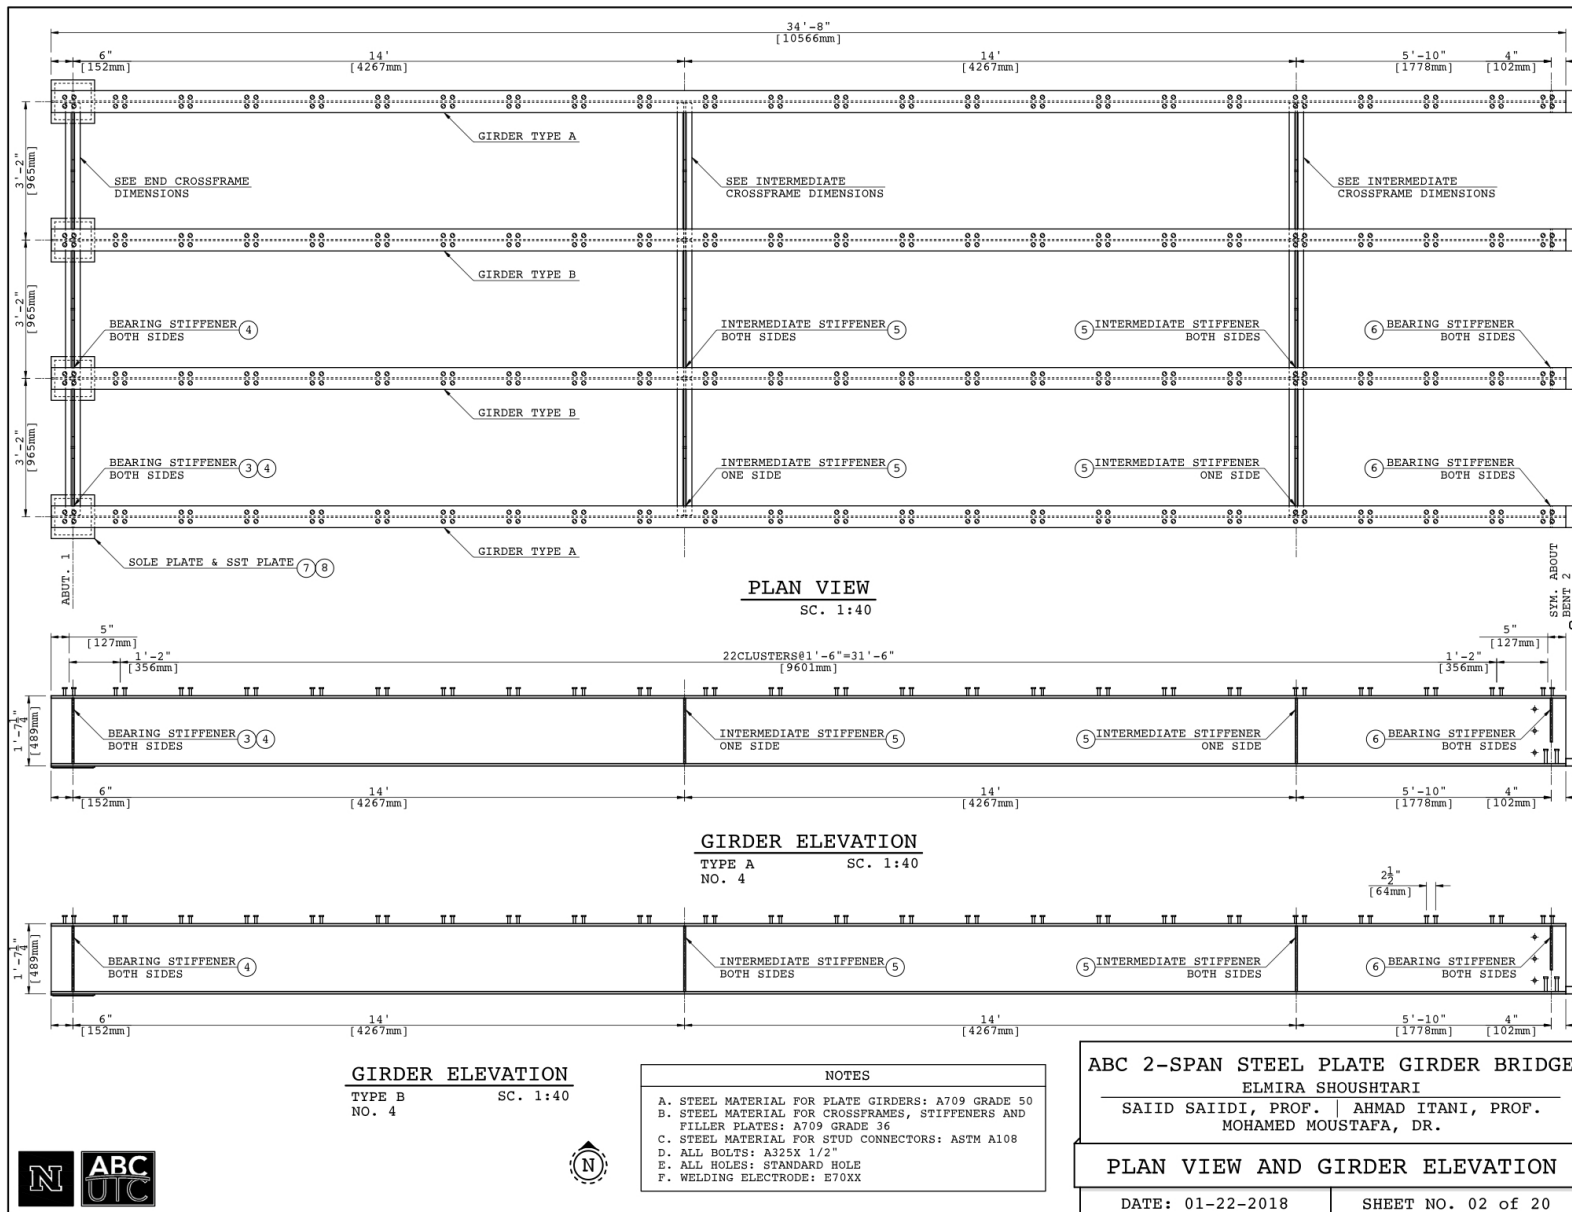 34'-8"
[10566mm]
6"
[152mm]
14'
[4267mm]
14'
[4267mm]
5'-10"
[1778mm]
4"
[102mm]
3'-2"
[965mm]
GIRDER TYPE A
SEE END CROSSFRAME
DIMENSIONS
SEE INTERMEDIATE
CROSSFRAME DIMENSIONS
SEE INTERMEDIATE
CROSSFRAME DIMENSIONS
GIRDER TYPE B
3'-2"
[965mm]
BEARING STIFFENER 4
BOTH SIDES
INTERMEDIATE STIFFENER 5
BOTH SIDES
5 INTERMEDIATE STIFFENER
BOTH SIDES
6 BEARING STIFFENER
BOTH SIDES
GIRDER TYPE B
3'-2"
[965mm]
BEARING STIFFENER 3 4
BOTH SIDES
INTERMEDIATE STIFFENER 5
ONE SIDE
5 INTERMEDIATE STIFFENER
ONE SIDE
6 BEARING STIFFENER
BOTH SIDES
GIRDER TYPE A
SOLE PLATE & SST PLATE 7 8
ABUT. 1
SYM. ABOUT
BENT 2
PLAN VIEW
SC. 1:40
5"
[127mm]
1'-2"
[356mm]
22CLUSTERS@1'-6"=31'-6"
[9601mm]
1'-2"
[356mm]
5"
[127mm]
1'-7 1/4"
[489mm]
BEARING STIFFENER 3 4
BOTH SIDES
INTERMEDIATE STIFFENER 5
ONE SIDE
5 INTERMEDIATE STIFFENER
ONE SIDE
6 BEARING STIFFENER
BOTH SIDES
6"
[152mm]
14'
[4267mm]
14'
[4267mm]
5'-10"
[1778mm]
4"
[102mm]
GIRDER ELEVATION
TYPE A SC. 1:40
NO. 4
2 1/2"
[64mm]
1'-7 1/4"
[489mm]
BEARING STIFFENER 4
BOTH SIDES
INTERMEDIATE STIFFENER 5
BOTH SIDES
5 INTERMEDIATE STIFFENER
BOTH SIDES
6 BEARING STIFFENER
BOTH SIDES
6"
[152mm]
14'
[4267mm]
14'
[4267mm]
5'-10"
[1778mm]
4"
[102mm]
GIRDER ELEVATION
TYPE B SC. 1:40
NO. 4
NOTES
A. STEEL MATERIAL FOR PLATE GIRDERS: A709 GRADE 50
B. STEEL MATERIAL FOR CROSSFRAMES, STIFFENERS AND
FILLER PLATES: A709 GRADE 36
C. STEEL MATERIAL FOR STUD CONNECTORS: ASTM A108
D. ALL BOLTS: A325X 1/2"
E. ALL HOLES: STANDARD HOLE
F. WELDING ELECTRODE: E70XX
N
ABC
UTC
N
ABC 2-SPAN STEEL PLATE GIRDER BRIDGE
ELMIRA SHOUSHTARI
SAIID SAIIDI, PROF. | AHMAD ITANI, PROF.
MOHAMED MOUSTAFA, DR.
PLAN VIEW AND GIRDER ELEVATION
DATE: 01-22-2018
SHEET NO. 02 of 20